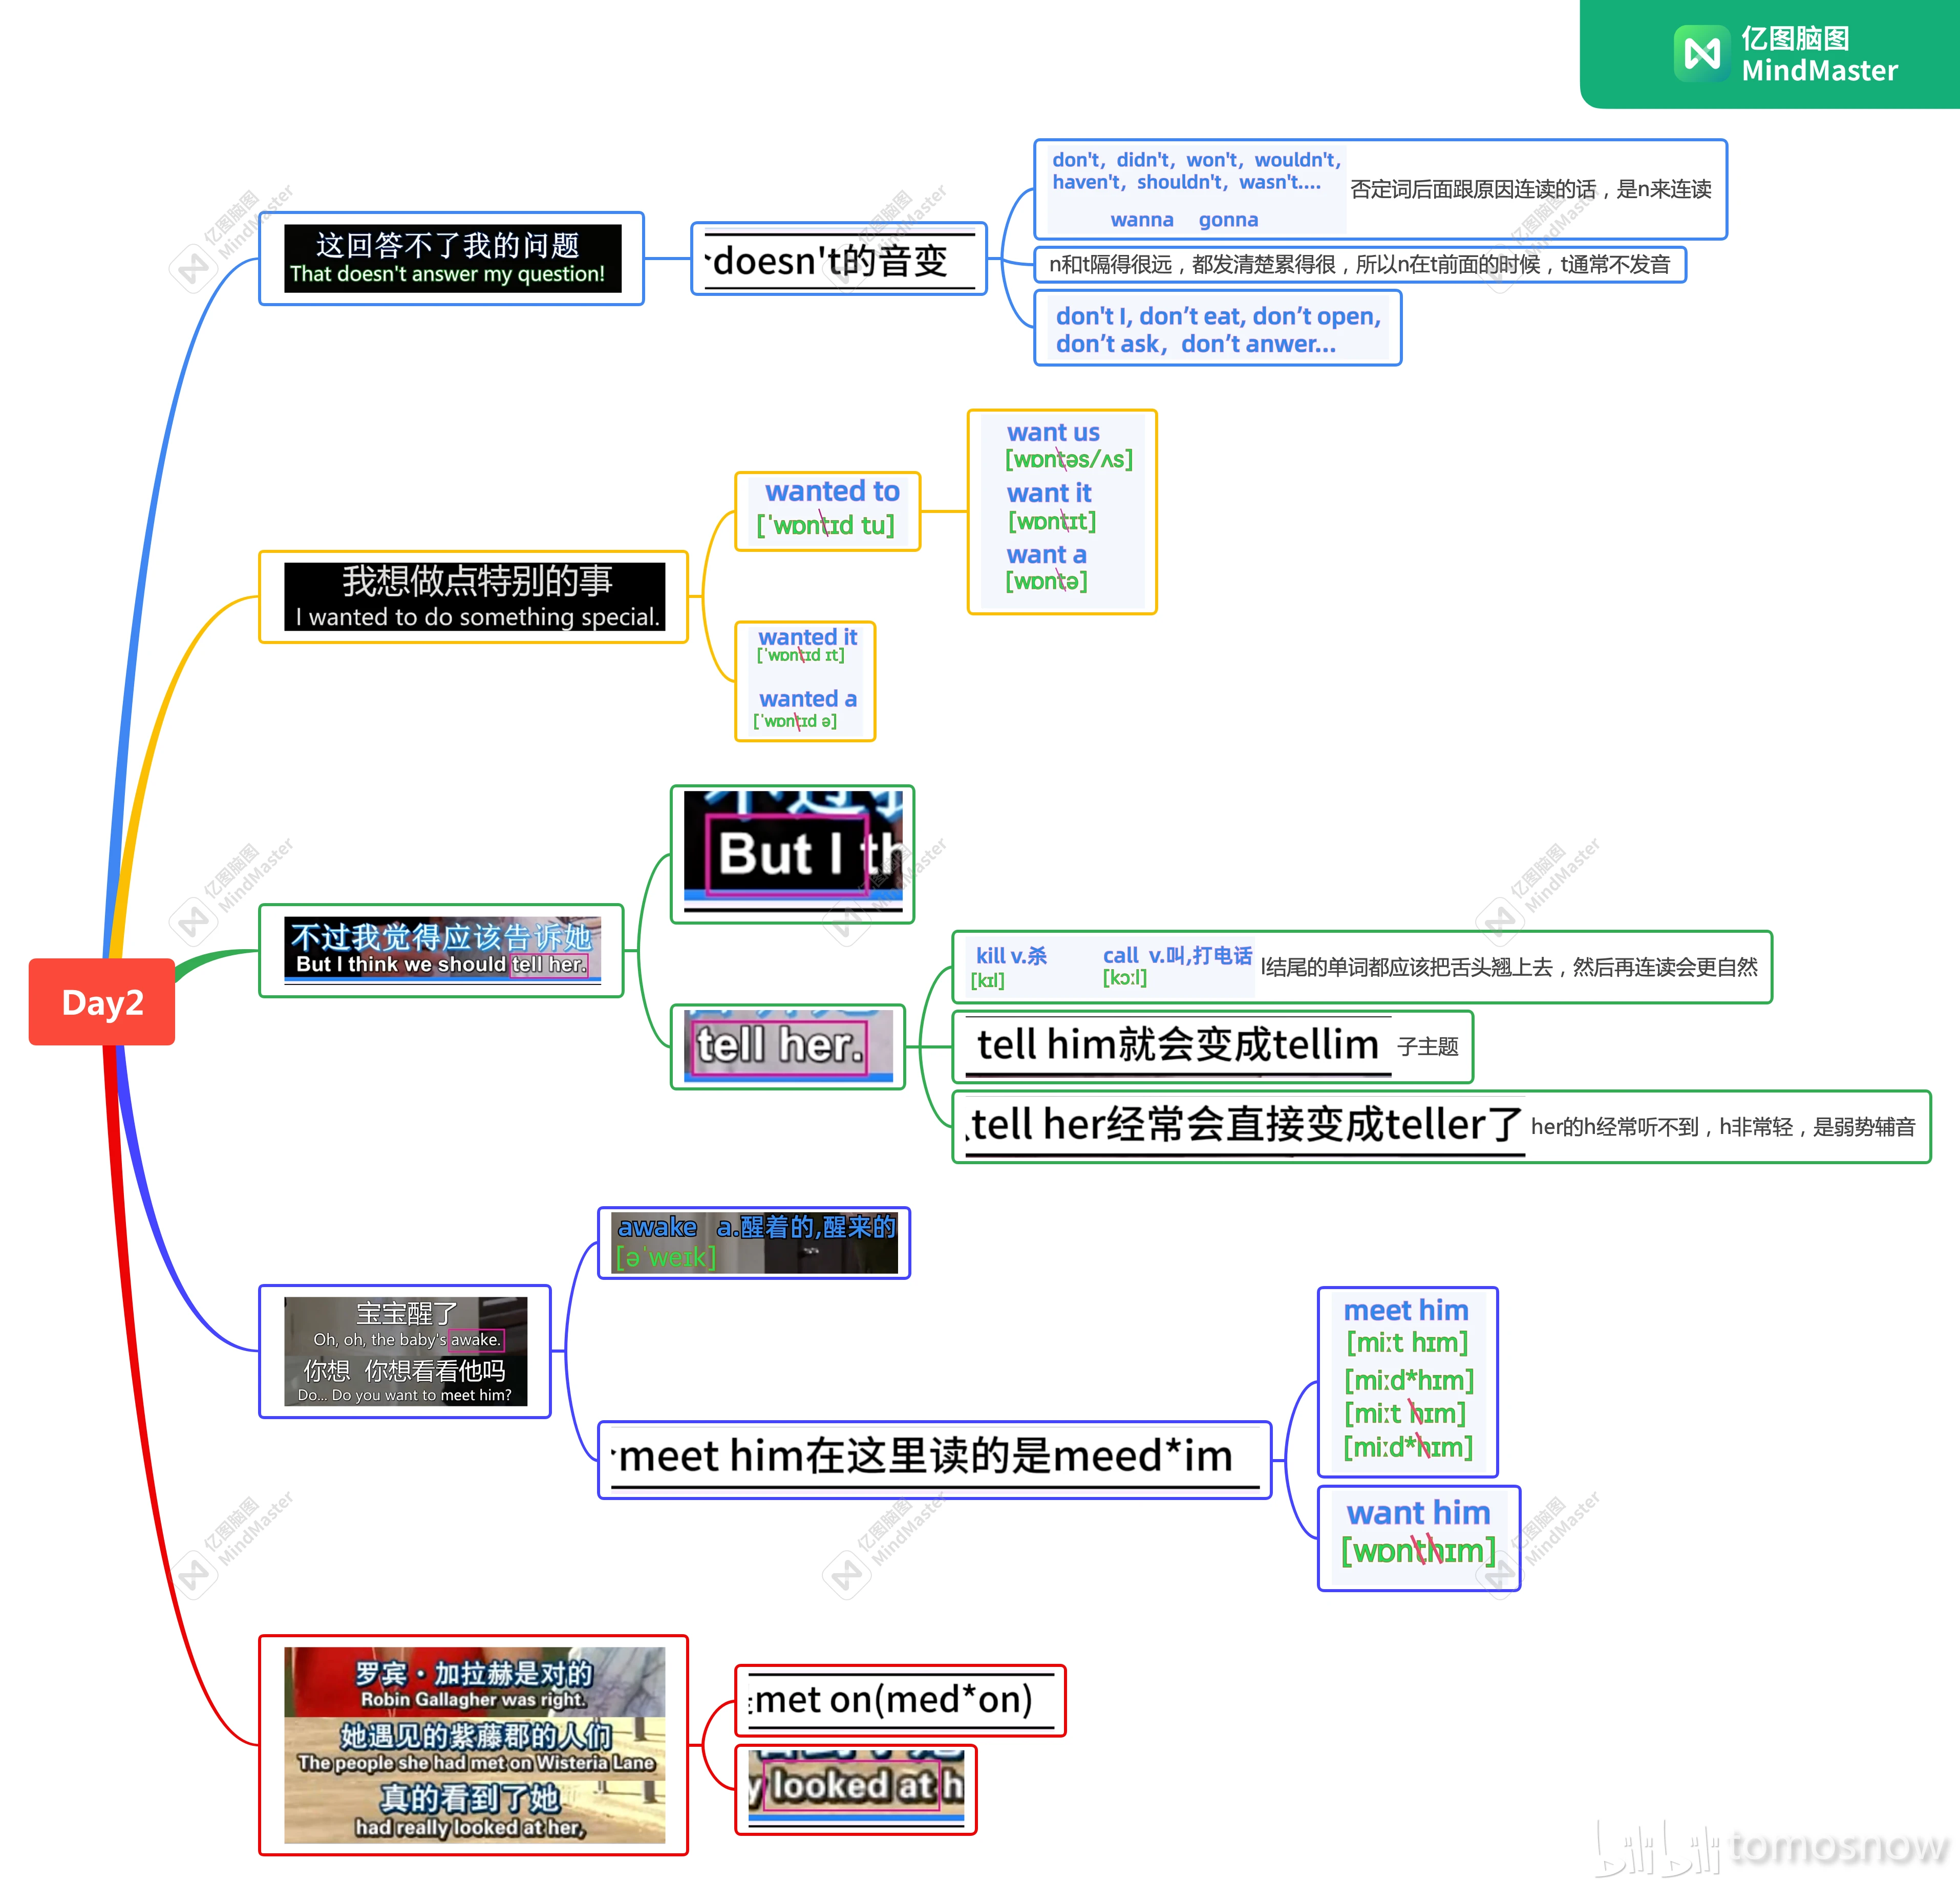 亿图脑图
MindMaster
Day2
这回答不了我的问题
That doesn't answer my question!
doesn't的音变
don't, didn't, won't, wouldn't,
haven't, shouldn't, wasn't....
wanna gonna
否定词后面跟原因连读的话，是n来连读
n和t隔得很远，都发清楚累得很，所以n在t前面的时候，t通常不发音
don't I, don’t eat, don’t open,
don’t ask, don’t anwer...
我想做点特别的事
I wanted to do something special.
wanted to
[ˈwɒntɪd tu]
want us
[wɒntəs/ʌs]
want it
[wɒntɪt]
want a
[wɒntə]
wanted it
[ˈwɒntɪd ɪt]
wanted a
[ˈwɒntɪd ə]
不过我觉得应该告诉她
But I think we should tell her.
But I th
tell her.
kill v.杀 call v.叫,打电话
[kɪl] [kɔːl]
l结尾的单词都应该把舌头翘上去，然后再连读会更自然
tell him就会变成tellim
子主题
tell her经常会直接变成teller了
her的h经常听不到，h非常轻，是弱势辅音
宝宝醒了
Oh, oh, the baby's awake.
你想 你想看看他吗
Do... Do you want to meet him?
awake a.醒着的,醒来的
[əˈweɪk]
meet him在这里读的是meed*im
meet him
[miːt hɪm]
[miːd*hɪm]
[miːt hɪm]
[miːd*hɪm]
want him
[wɒnthɪm]
罗宾·加拉赫是对的
Robin Gallagher was right.
她遇见的紫藤郡的人们
The people she had met on Wisteria Lane
真的看到了她
had really looked at her,
met on(med*on)
y looked at h
bilibili tomosnow